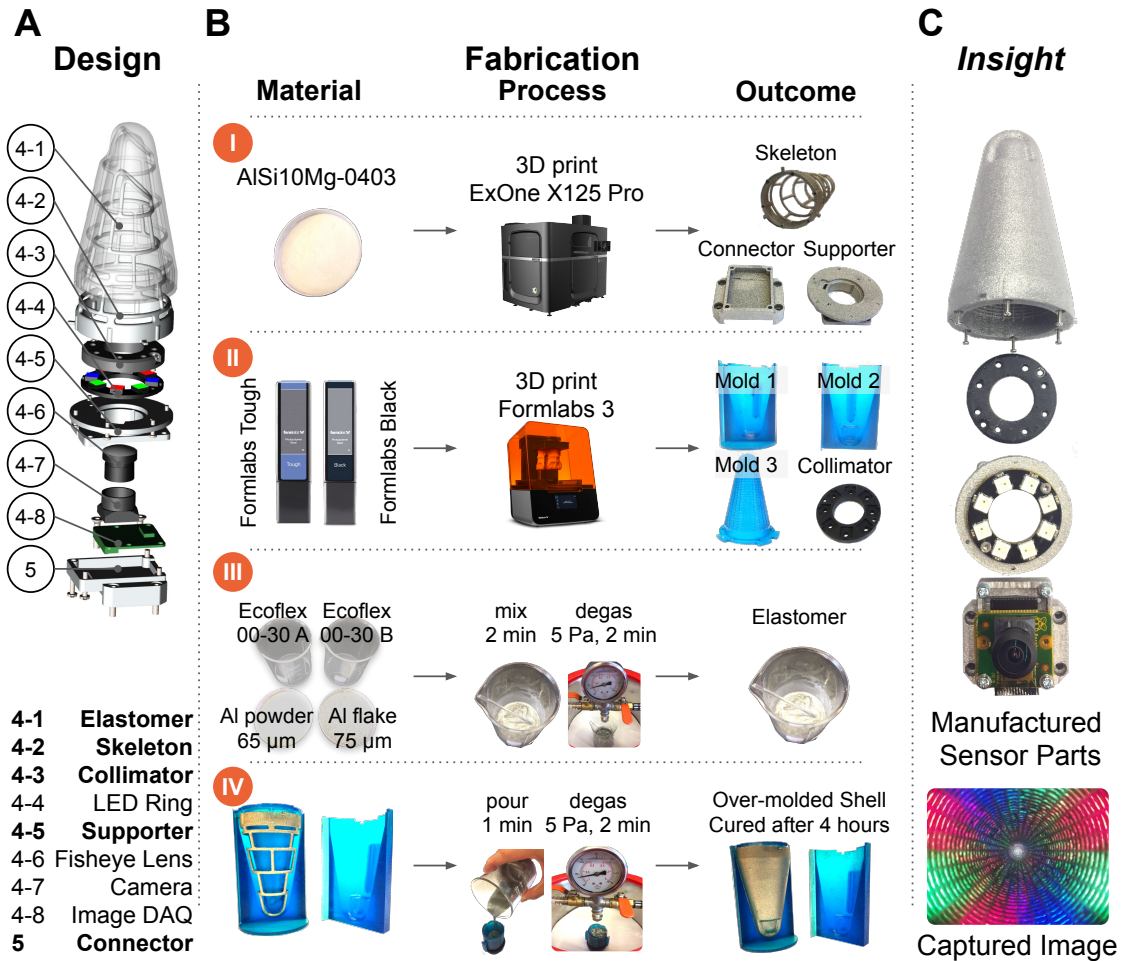 A
Design
4-1
4-2
4-3
4-4
4-5
4-6
4-7
4-8
5
4-1 Elastomer
4-2 Skeleton
4-3 Collimator
4-4 LED Ring
4-5 Supporter
4-6 Fisheye Lens
4-7 Camera
4-8 Image DAQ
5 Connector
B
Fabrication
Material
Process
Outcome
I
AlSi10Mg-0403
3D print
ExOne X125 Pro
Skeleton
Connector
Supporter
II
Formlabs Tough
Tough
Black
Formlabs Black
3D print
Formlabs 3
Mold 1
Mold 2
Mold 3
Collimator
III
Ecoflex
00-30 A
Ecoflex
00-30 B
Al powder
65 µm
Al flake
75 µm
mix
2 min
degas
5 Pa, 2 min
Elastomer
IV
pour
1 min
degas
5 Pa, 2 min
Over-molded Shell
Cured after 4 hours
C
Insight
Manufactured
Sensor Parts
Captured Image